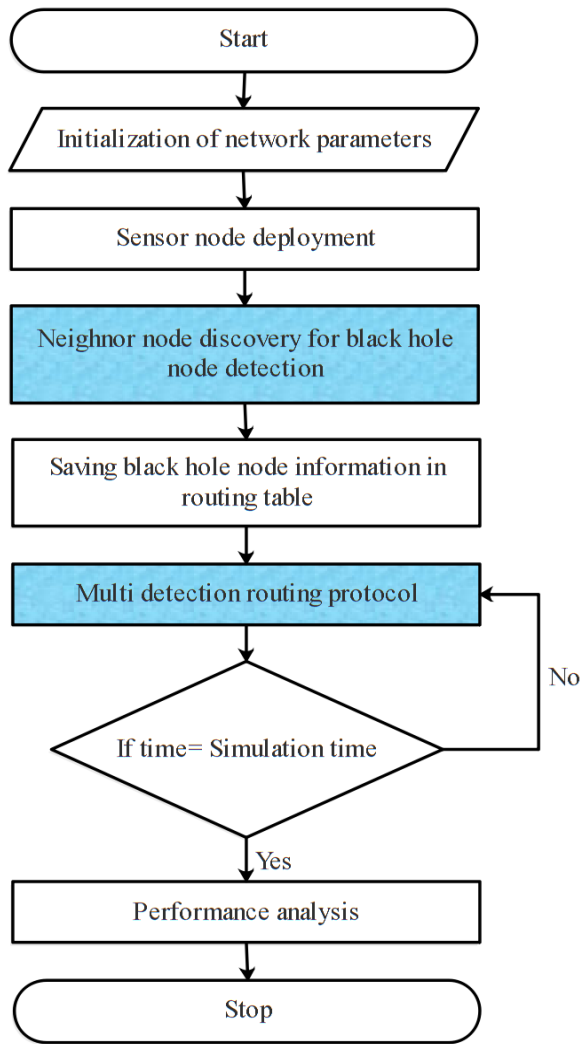 Start
Initialization of network parameters
Sensor node deployment
Neighnor node discovery for black hole
node detection
Saving black hole node information in
routing table
Multi detection routing protocol
No
If time= Simulation time
Yes
Performance analysis
Stop